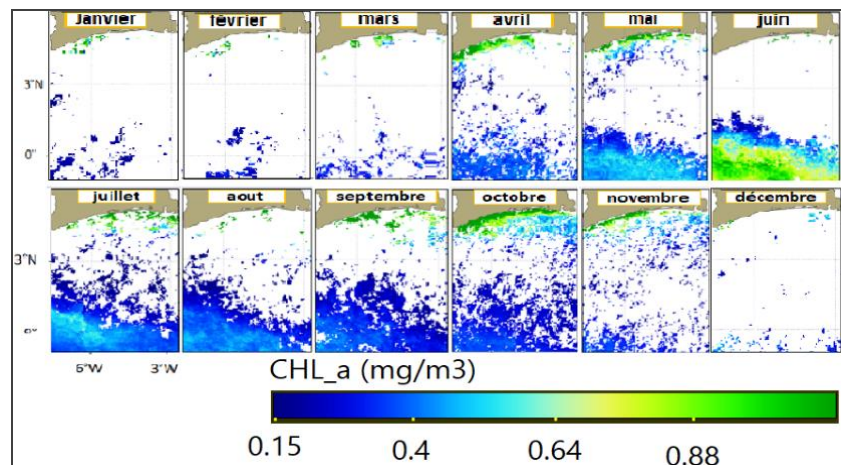 Janvier février mars avril mai juin
3°N
0°
juillet aout septembre octobre novembre décembre
3°N
6°W 3°W
CHL_a (mg/m3)
0.15 0.4 0.64 0.88